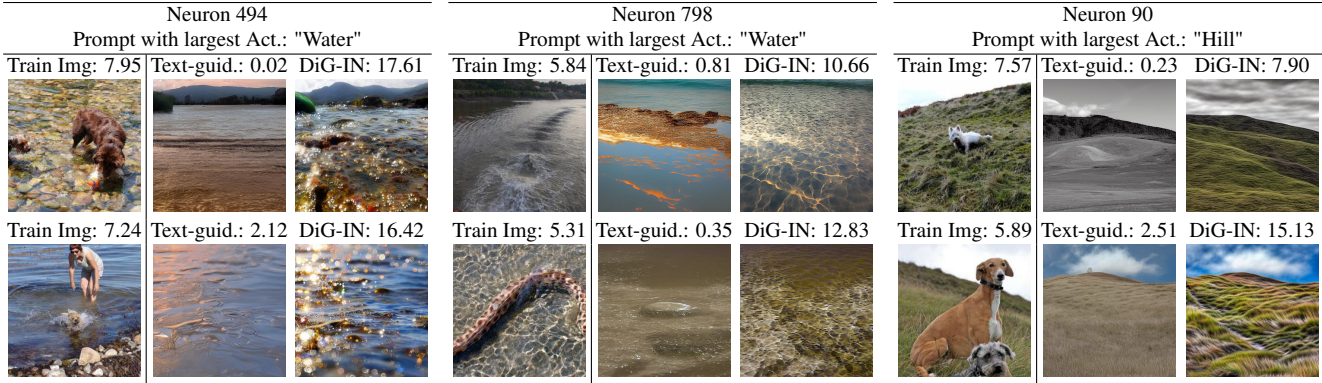 Neuron 494
Prompt with largest Act.: "Water"
Train Img: 7.95 Text-guid.: 0.02 DiG-IN: 17.61
Train Img: 7.24 Text-guid.: 2.12 DiG-IN: 16.42
Neuron 798
Prompt with largest Act.: "Water"
Train Img: 5.84 Text-guid.: 0.81 DiG-IN: 10.66
Train Img: 5.31 Text-guid.: 0.35 DiG-IN: 12.83
Neuron 90
Prompt with largest Act.: "Hill"
Train Img: 7.57 Text-guid.: 0.23 DiG-IN: 7.90
Train Img: 5.89 Text-guid.: 2.51 DiG-IN: 15.13